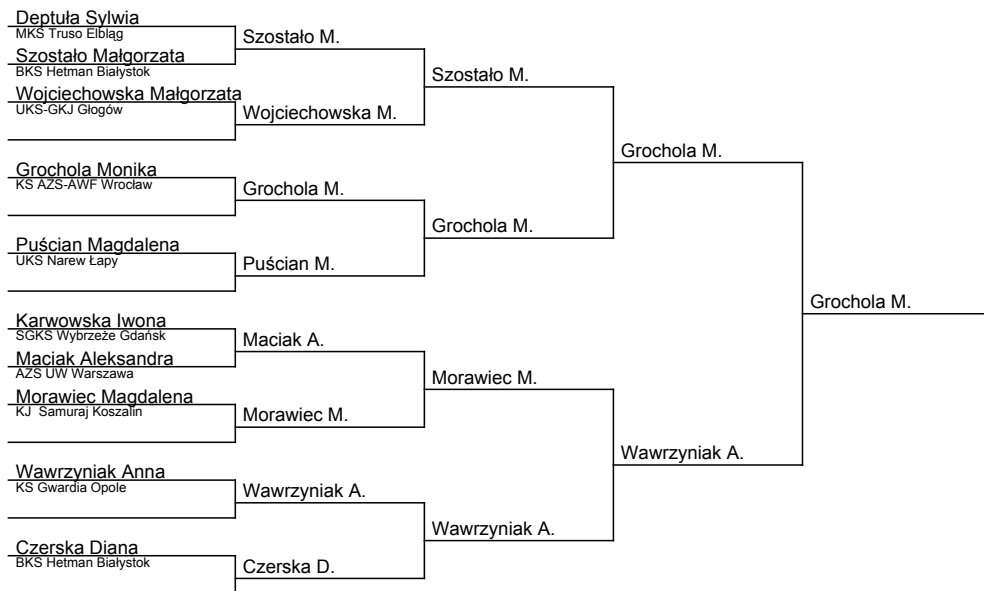 Deptuła Sylwia
MKS Truso Elbląg
Szostało M.
Szostało Małgorzata
BKS Hetman Białystok
Szostało M.
Wojciechowska Małgorzata
UKS-GKJ Głogów
Wojciechowska M.
Grochola M.
Grochola Monika
KS AZS-AWF Wrocław
Grochola M.
Grochola M.
Puścian Magdalena
UKS Narew Łapy
Puścian M.
Grochola M.
Karwowska Iwona
SGKS Wybrzeże Gdańsk
Maciak A.
Maciak Aleksandra
AZS UW Warszawa
Morawiec M.
Morawiec Magdalena
KJ Samuraj Koszalin
Morawiec M.
Wawrzyniak A.
Wawrzyniak Anna
KS Gwardia Opole
Wawrzyniak A.
Wawrzyniak A.
Czerska Diana
BKS Hetman Białystok
Czerska D.